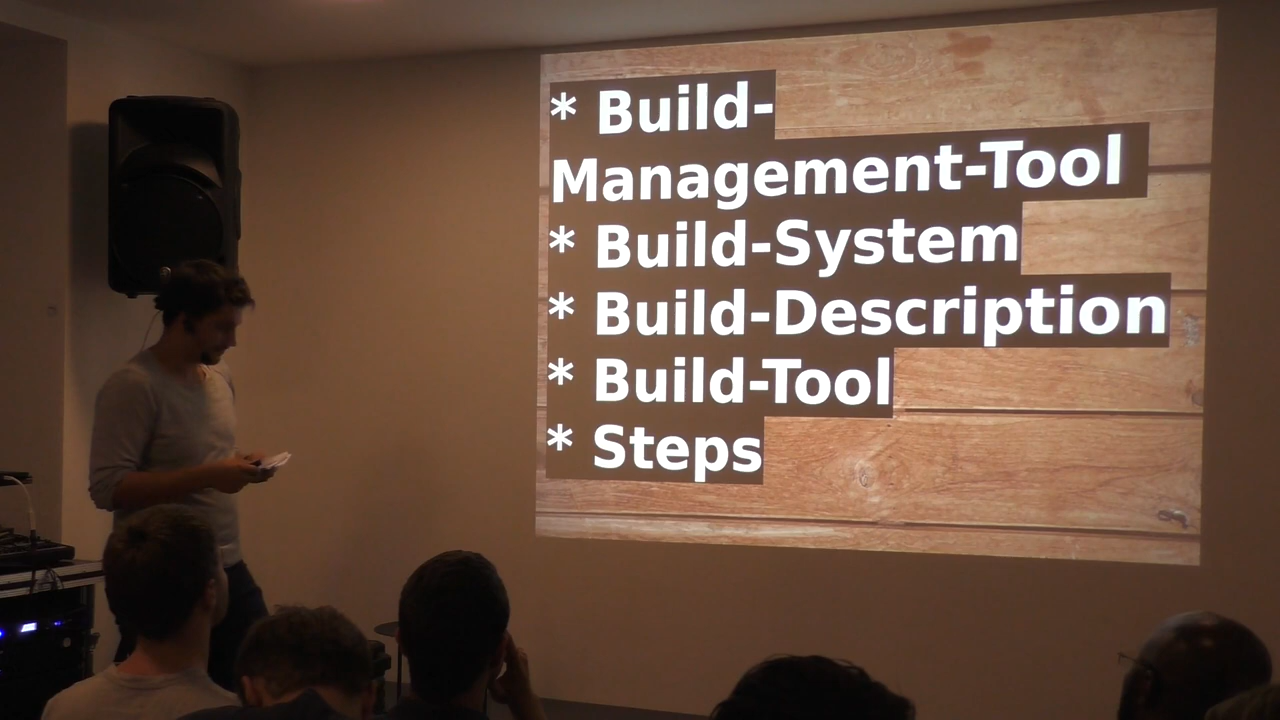 * Build-
Management-Tool
* Build-System
* Build-Description
* Build-Tool
* Steps